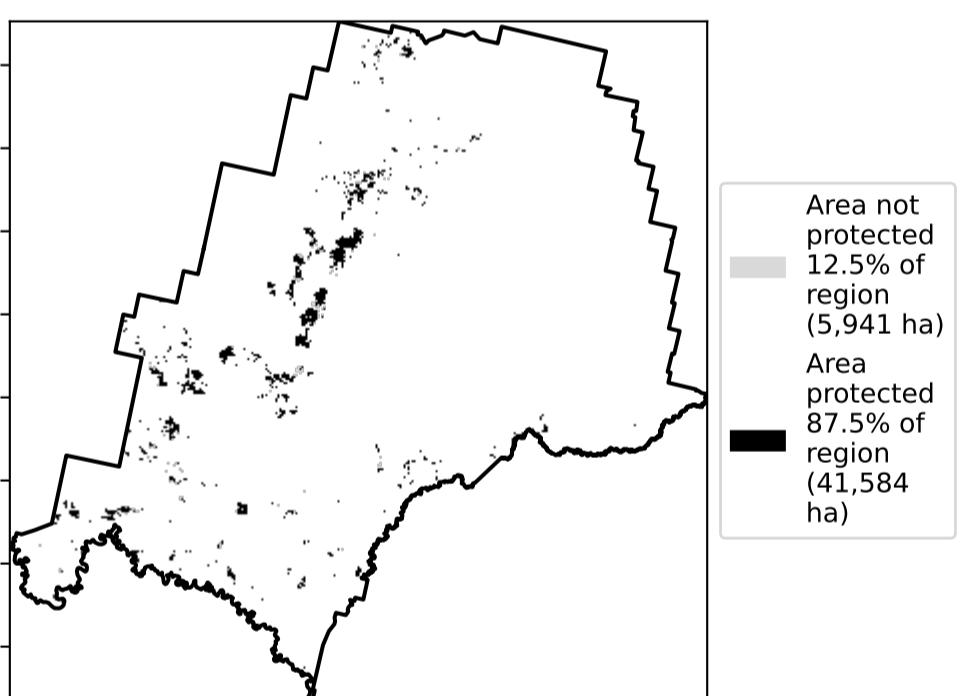 Area not
protected
12.5% of
region
(5,941 ha)
Area
protected
87.5% of
region
(41,584
ha)